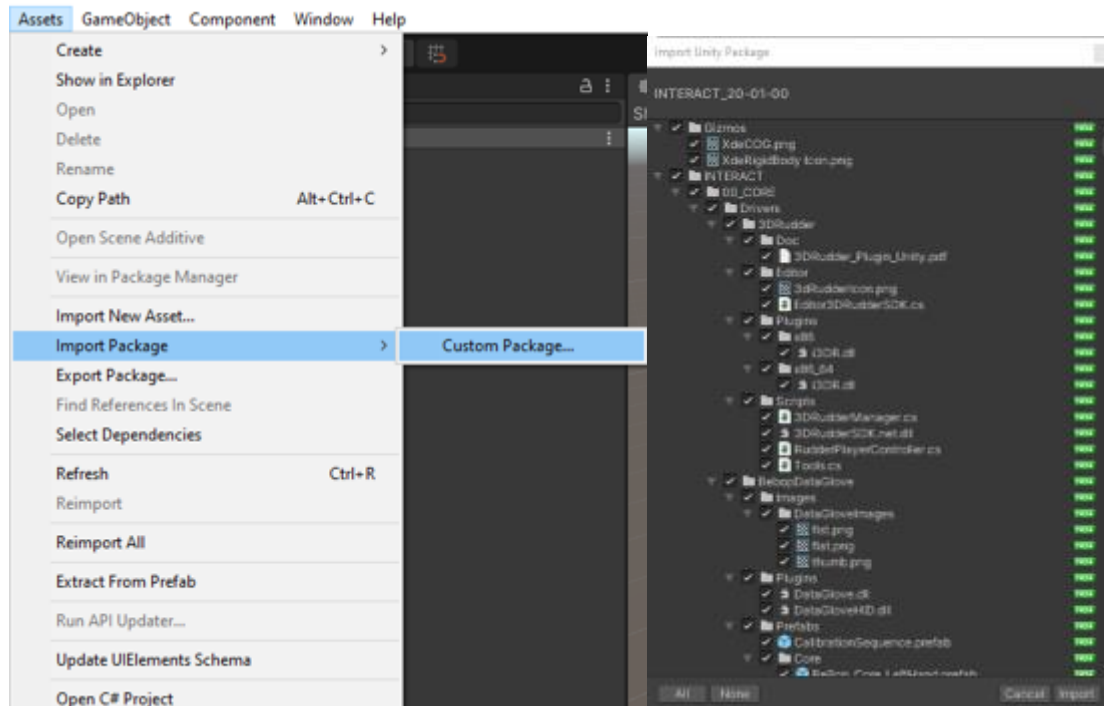 Assets GameObject Component Window Help
Create >
Show in Explorer
Open
Delete
Rename
Copy Path Alt+Ctrl+C
Open Scene Additive
View in Package Manager
Import New Asset...
Import Package >
Custom Package...
Export Package...
Find References In Scene
Select Dependencies
Refresh Ctrl+R
Reimport
Reimport All
Extract From Prefab
Run API Updater...
Update UIElements Schema
Open C# Project
Import Unity Package
INTERACT_20-01-00
Gizmos
XdeCOG.png
XdeRigidBody Icon.png
INTERACT
00_CORE
Drivers
3DRudder
Doc
3DRudder_Plugin_Unity.pdf
Editor
3dRudderIcon.png
Editor3DRudderSDK.cs
Plugins
x86
i3DR.dll
x86_64
i3DR.dll
Scripts
3DRudderManager.cs
3DRudderSDK.net.dll
RudderPlayerController.cs
Tools.cs
BebopDataGlove
Images
DataGloveImages
fist.png
flat.png
thumb.png
Plugins
DataGlove.dll
DataGloveHID.dll
Prefabs
CalibrationSequence.prefab
Core
All None Cancel Import